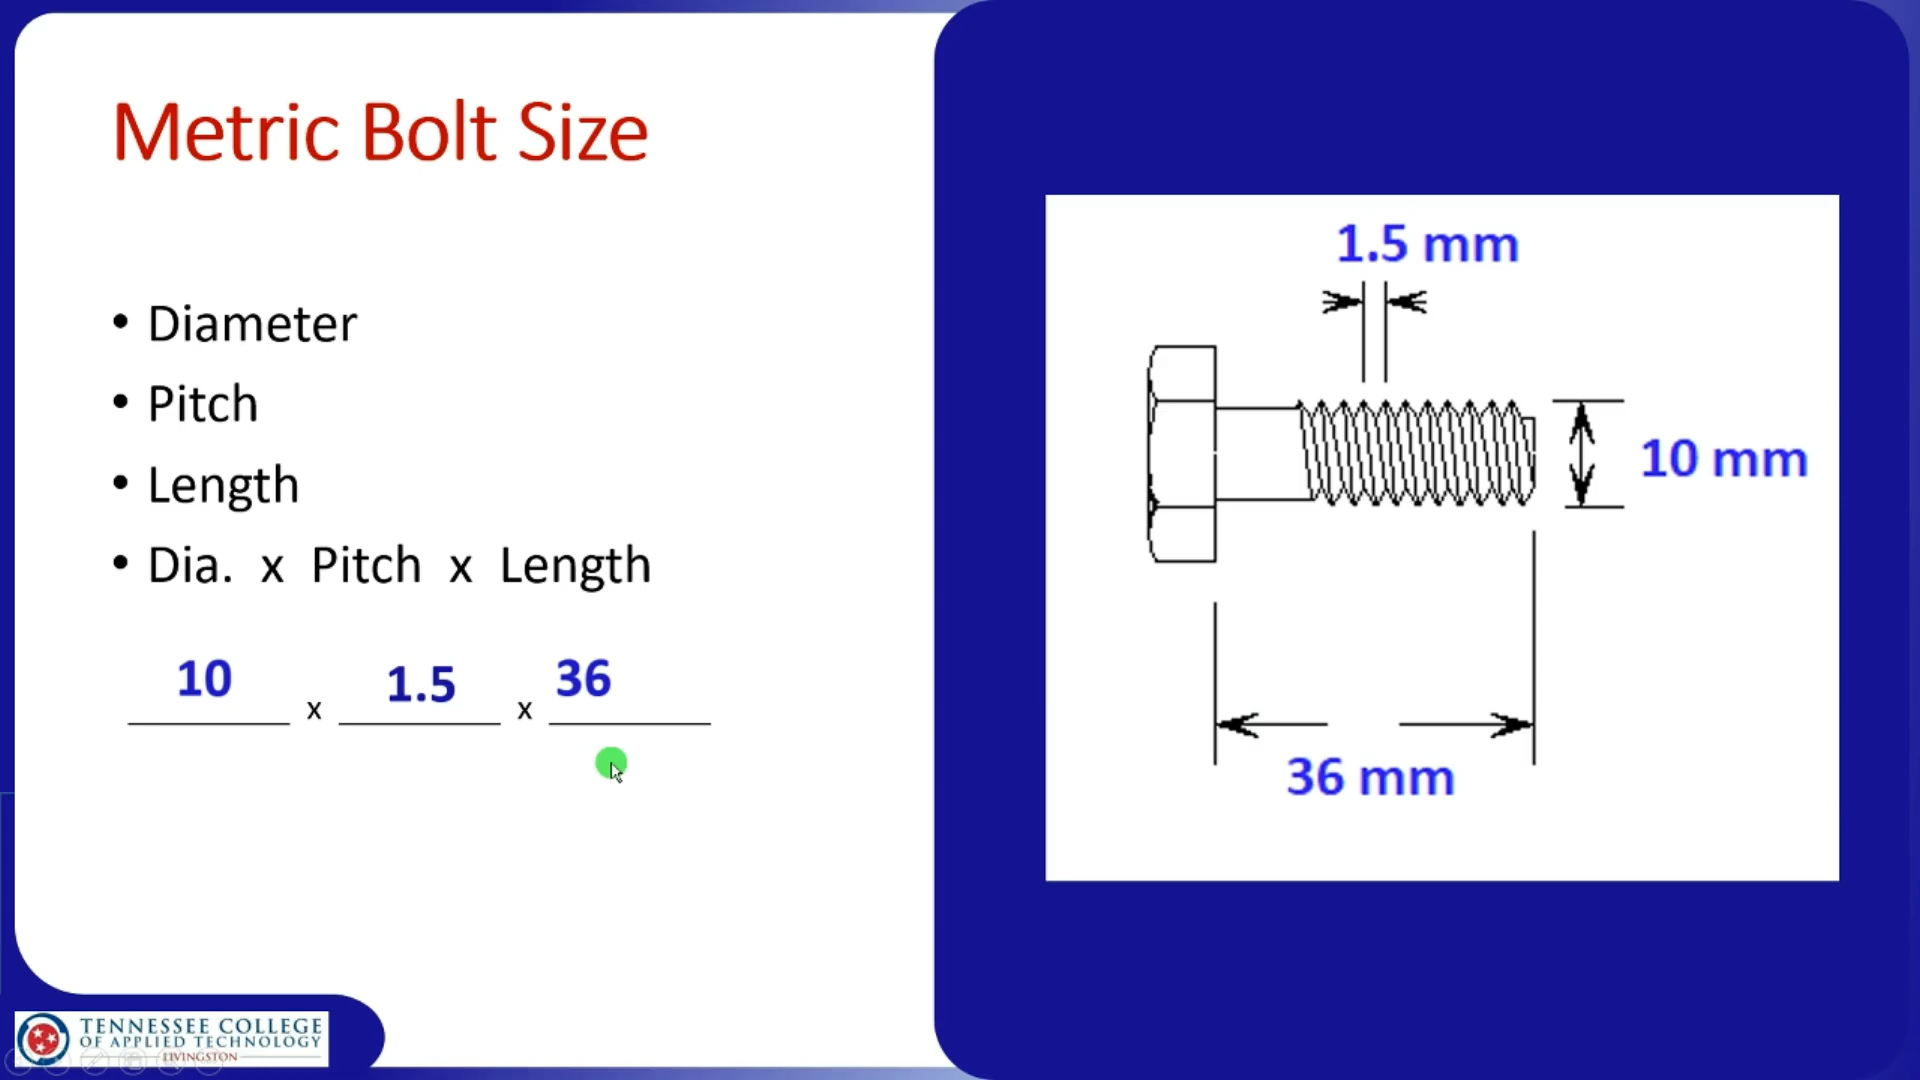 Metric Bolt Size
• Diameter
• Pitch
• Length
• Dia. x Pitch x Length
10 x 1.5 x 36
1.5 mm
10 mm
36 mm
TENNESSEE COLLEGE
OF APPLIED TECHNOLOGY
LIVINGSTON